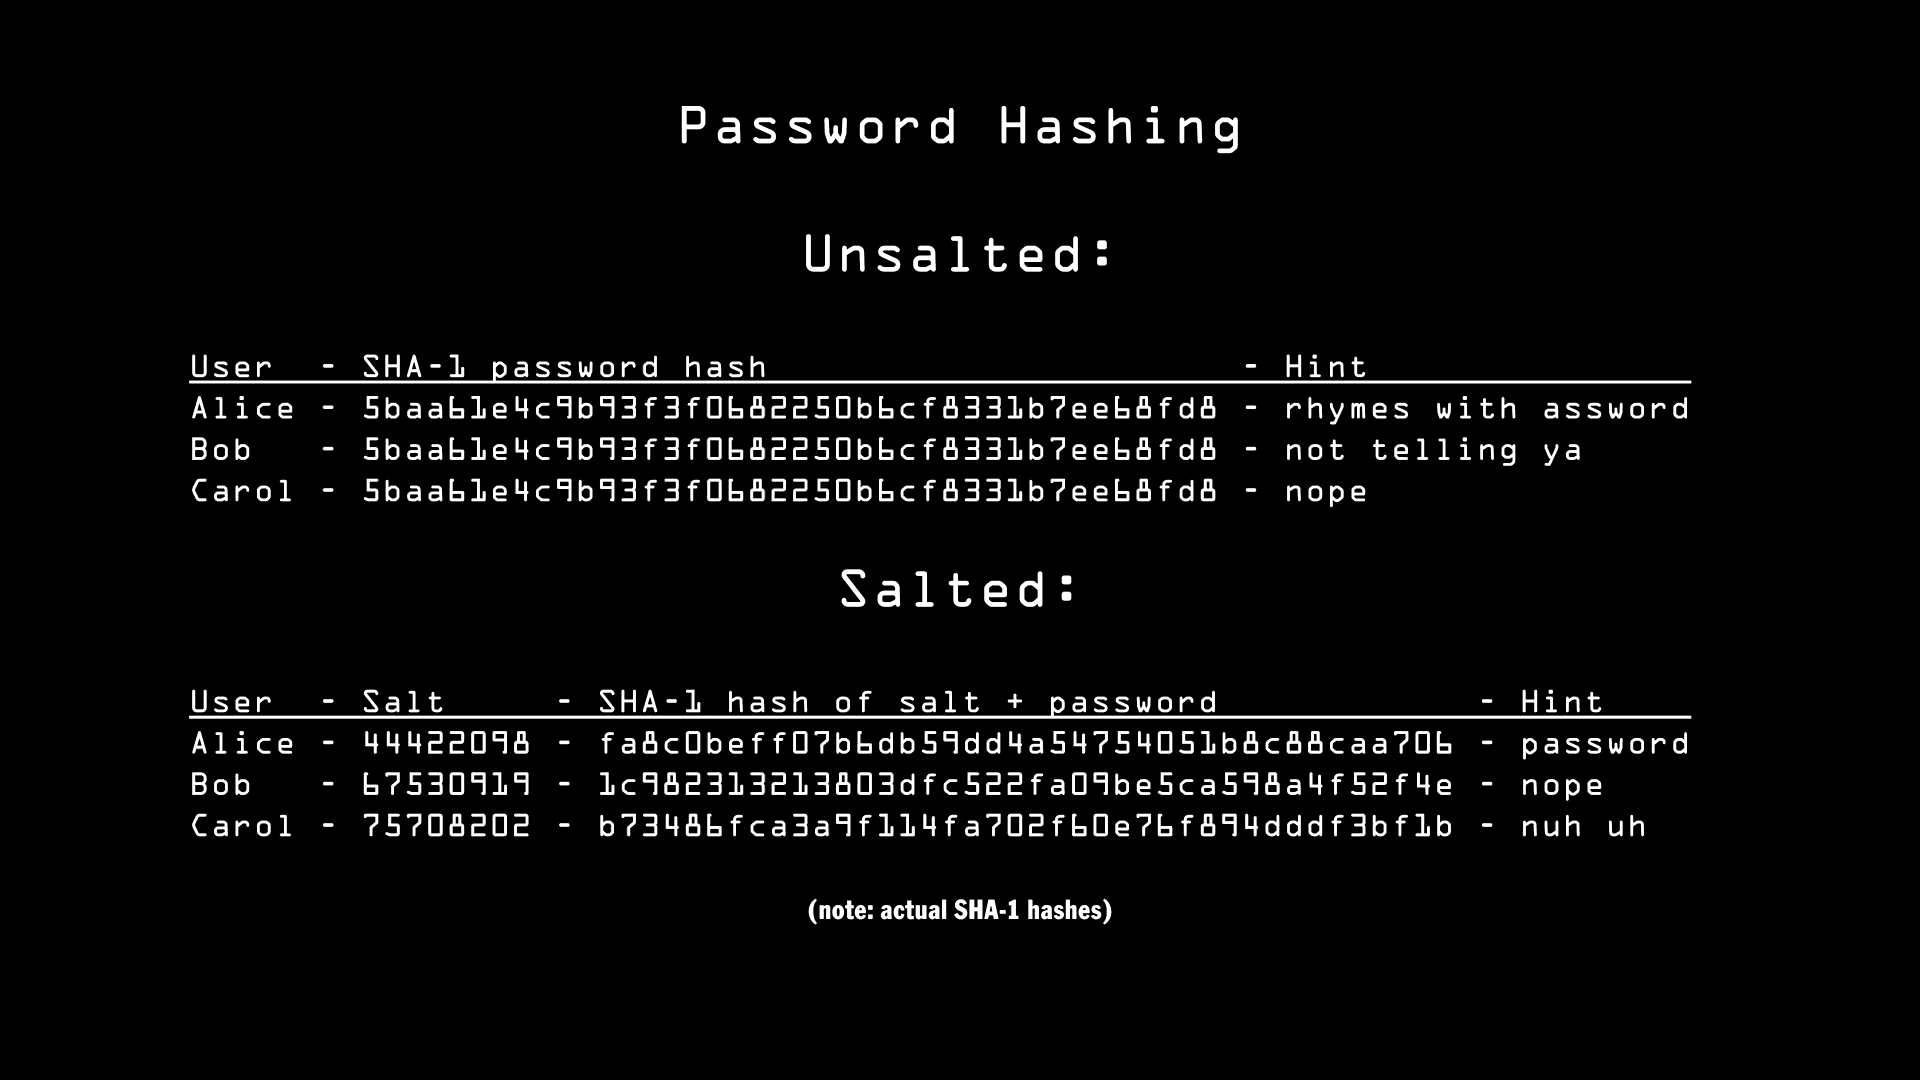 Password Hashing
Unsalted:
User - SHA-1 password hash - Hint
Alice - 5baa61e4c9b93f3f0682250b6cf8331b7ee68fd8 - rhymes with assword
Bob - 5baa61e4c9b93f3f0682250b6cf8331b7ee68fd8 - not telling ya
Carol - 5baa61e4c9b93f3f0682250b6cf8331b7ee68fd8 - nope
Salted:
User - Salt - SHA-1 hash of salt + password - Hint
Alice - 44422098 - fa8c0beff07b6db59dd4a54754051b8c88caa706 - password
Bob - 67530919 - 1c982313213803dfc522fa09be5ca598a4f52f4e - nope
Carol - 75708202 - b73486fca3a9f114fa702f60e76f894dddf3bf1b - nuh uh
(note: actual SHA-1 hashes)